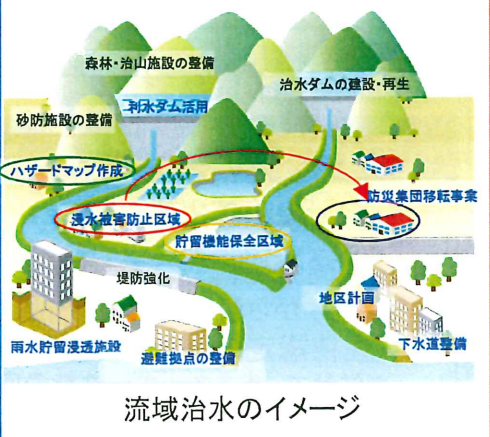 森林・治山施設の整備
治水ダムの建設・再生
利水ダム活用
砂防施設の整備
ハザードマップ作成
防災集団移転事業
浸水被害防止区域
貯留機能保全区域
堤防強化
地区計画
雨水貯留浸透施設
避難拠点の整備
下水道整備
流域治水のイメージ